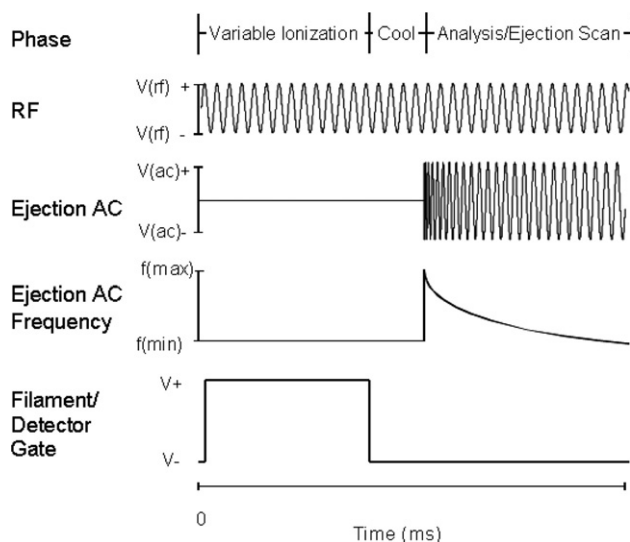 Phase
Variable Ionization
Cool
Analysis/Ejection Scan
RF
V(rf) +
V(rf) -
Ejection AC
V(ac)+
V(ac)-
Ejection AC
Frequency
f(max)
f(min)
Filament/
Detector
Gate
V+
V-
0
Time (ms)